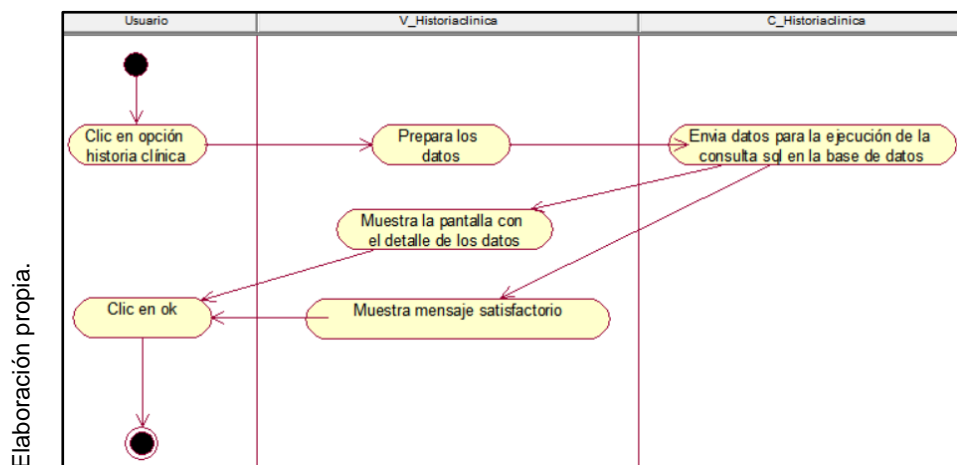 Usuario
V_Historiaclinica
C_Historiaclinica
Clic en opción
historia clínica
Prepara los
datos
Envia datos para la ejecución de la
consulta sql en la base de datos
Muestra la pantalla con
el detalle de los datos
Clic en ok
Muestra mensaje satisfactorio
Elaboración propia.